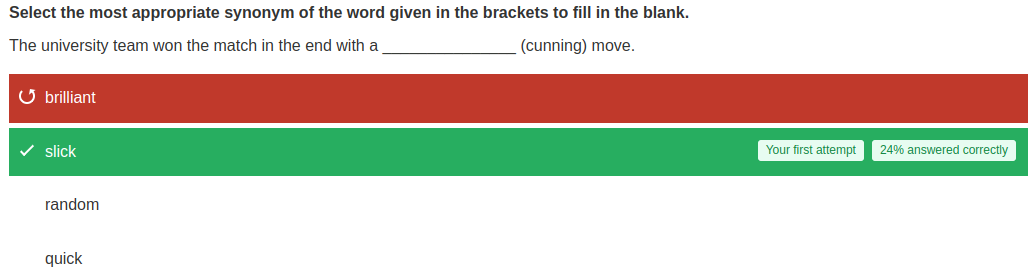 Select the most appropriate synonym of the word given in the brackets to fill in the blank.
The university team won the match in the end with a _______________ (cunning) move.
brilliant
slick Your first attempt 24% answered correctly
random
quick